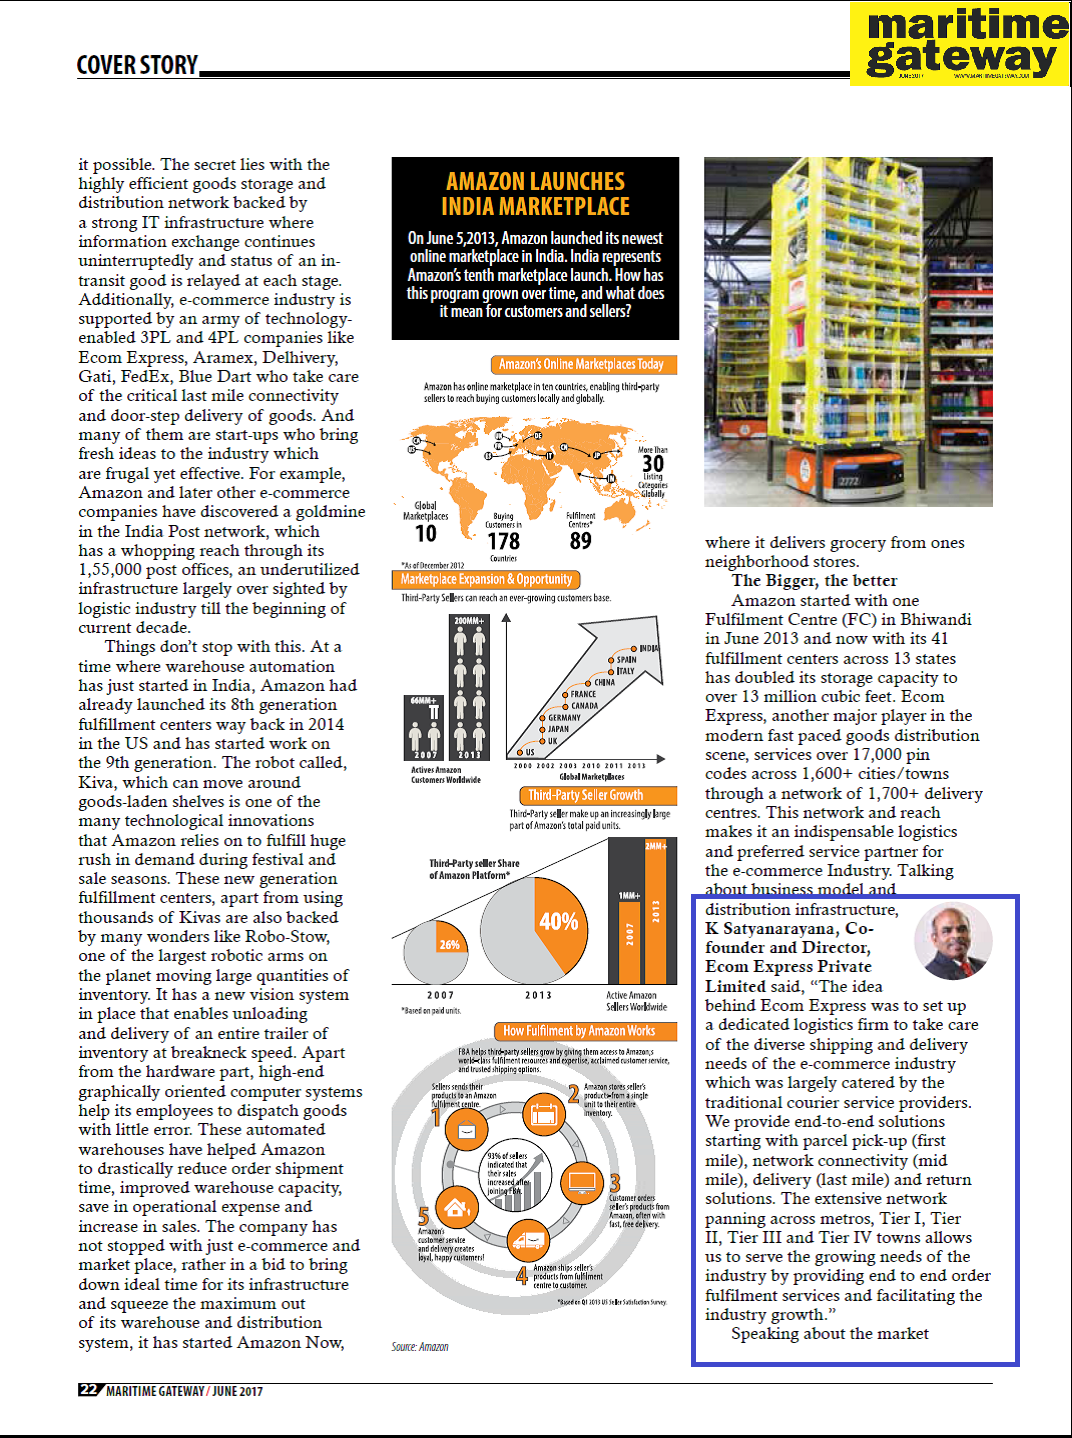 maritime
gateway
JUNE 2017 WWW.MARITIMEGATEWAY.COM
COVER STORY
it possible. The secret lies with the
highly efficient goods storage and
distribution network backed by
a strong IT infrastructure where
information exchange continues
uninterruptedly and status of an in-
transit good is relayed at each stage.
Additionally, e-commerce industry is
supported by an army of technology-
enabled 3PL and 4PL companies like
Ecom Express, Aramex, Delhivery,
Gati, FedEx, Blue Dart who take care
of the critical last mile connectivity
and door-step delivery of goods. And
many of them are start-ups who bring
fresh ideas to the industry which
are frugal yet effective. For example,
Amazon and later other e-commerce
companies have discovered a goldmine
in the India Post network, which
has a whopping reach through its
1,55,000 post offices, an underutilized
infrastructure largely over sighted by
logistic industry till the beginning of
current decade.
Things don't stop with this. At a
time where warehouse automation
has just started in India, Amazon had
already launched its 8th generation
fulfillment centers way back in 2014
in the US and has started work on
the 9th generation. The robot called,
Kiva, which can move around
goods-laden shelves is one of the
many technological innovations
that Amazon relies on to fulfill huge
rush in demand during festival and
sale seasons. These new generation
fulfillment centers, apart from using
thousands of Kivas are also backed
by many wonders like Robo-Stow,
one of the largest robotic arms on
the planet moving large quantities of
inventory. It has a new vision system
in place that enables unloading
and delivery of an entire trailer of
inventory at breakneck speed. Apart
from the hardware part, high-end
graphically oriented computer systems
help its employees to dispatch goods
with little error. These automated
warehouses have helped Amazon
to drastically reduce order shipment
time, improved warehouse capacity,
save in operational expense and
increase in sales. The company has
not stopped with just e-commerce and
market place, rather in a bid to bring
down ideal time for its infrastructure
and squeeze the maximum out
of its warehouse and distribution
system, it has started Amazon Now,
AMAZON LAUNCHES
INDIA MARKETPLACE
On June 5,2013, Amazon launched its newest
online marketplace in India. India represents
Amazon's tenth marketplace launch. How has
this program grown over time, and what does
it mean for customers and sellers?
Amazon's Online Marketplaces Today
Amazon has online marketplace in ten countries, enabling third-party
sellers to reach buying customers locally and globally.
CA
US
UK
FR
ES
DE
IT
CN
JP
IN
More than
30
Listing
Categories
Globally
Global
Marketplaces
10
Buying
Customers in
178
Countries
Fulfilment
Centres*
89
*As of December 2012
Marketplace Expansion & Opportunity
Third-Party Sellers can reach an ever-growing customers base.
200MM+
66MM+
2007 2013
Actives Amazon
Customers Worldwide
INDIA
SPAIN
ITALY
CHINA
FRANCE
CANADA
GERMANY
JAPAN
UK
US
2000 2002 2003 2010 2011 2013
Global Marketplaces
Third-Party Seller Growth
Third-Party seller make up an increasingly large
part of Amazon's total paid units.
Third-Party seller Share
of Amazon Platform*
26%
40%
1MM+
2MM+
2007
2013
2007 2013
*Based on paid units.
Active Amazon
Sellers Worldwide
How Fulfilment by Amazon Works
FBA helps third-party sellers grow by giving them access to Amazon,s
world-class fulfilment resources and expertise, acclaimed customer service,
and trusted shipping options.
Sellers sends their
products to an Amazon
fulfilment centre.
1
2
Amazon stores seller's
products-from a single
unit to their entire
inventory.
93% of sellers
indicated that
their sales
increased after
joining FBA.
3
Customer orders
seller's products from
Amazon, often with
fast, free delivery.
5
Amazon's
customer service
and delivery creates
loyal, happy customers!
4
Amazon ships seller's
products from fulfilment
centre to customer.
*Based on Q1 2013 US Seller Satisfaction Survey.
Source: Amazon
2772
where it delivers grocery from ones
neighborhood stores.
The Bigger, the better
Amazon started with one
Fulfilment Centre (FC) in Bhiwandi
in June 2013 and now with its 41
fulfillment centers across 13 states
has doubled its storage capacity to
over 13 million cubic feet. Ecom
Express, another major player in the
modern fast paced goods distribution
scene, services over 17,000 pin
codes across 1,600+ cities/towns
through a network of 1,700+ delivery
centres. This network and reach
makes it an indispensable logistics
and preferred service partner for
the e-commerce Industry. Talking
about business model and
distribution infrastructure,
K Satyanarayana, Co-
founder and Director,
Ecom Express Private
Limited said, “The idea
behind Ecom Express was to set up
a dedicated logistics firm to take care
of the diverse shipping and delivery
needs of the e-commerce industry
which was largely catered by the
traditional courier service providers.
We provide end-to-end solutions
starting with parcel pick-up (first
mile), network connectivity (mid
mile), delivery (last mile) and return
solutions. The extensive network
panning across metros, Tier I, Tier
II, Tier III and Tier IV towns allows
us to serve the growing needs of the
industry by providing end to end order
fulfilment services and facilitating the
industry growth.”
Speaking about the market
22 MARITIME GATEWAY / JUNE 2017